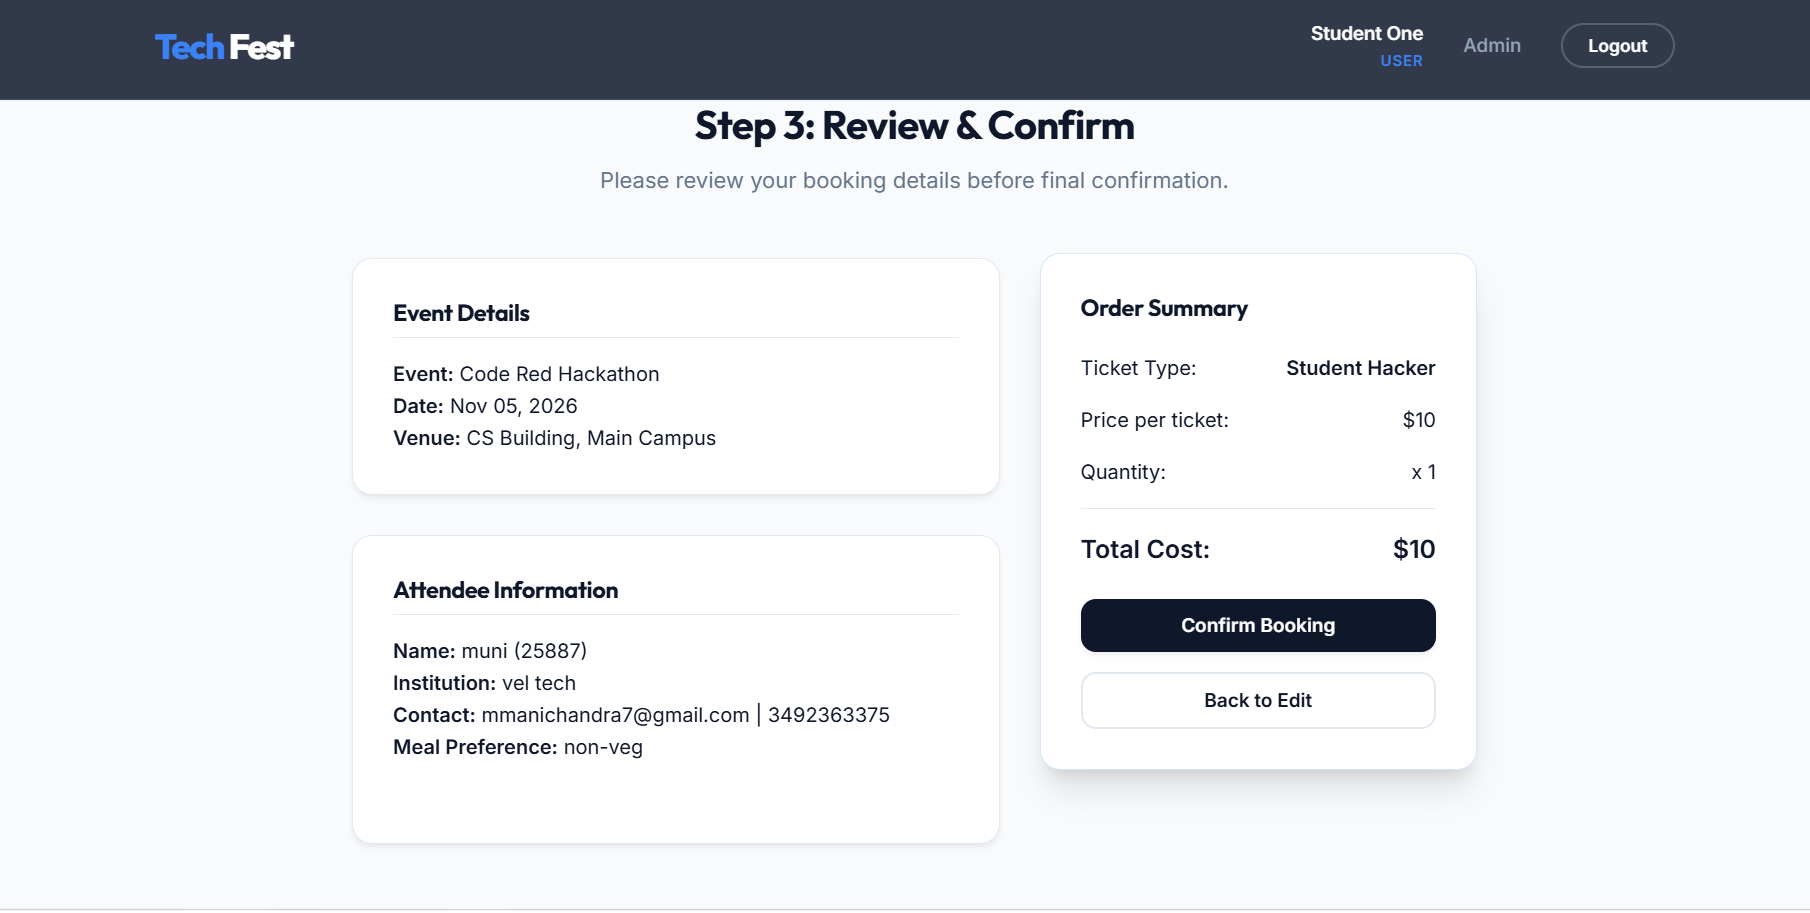 Tech Fest
Student One
USER
Admin
Logout
Step 3: Review & Confirm
Please review your booking details before final confirmation.
Event Details
Event: Code Red Hackathon
Date: Nov 05, 2026
Venue: CS Building, Main Campus
Attendee Information
Name: muni (25887)
Institution: vel tech
Contact: mmanichandra7@gmail.com | 3492363375
Meal Preference: non-veg
Order Summary
Ticket Type: Student Hacker
Price per ticket: $10
Quantity: x 1
Total Cost: $10
Confirm Booking
Back to Edit